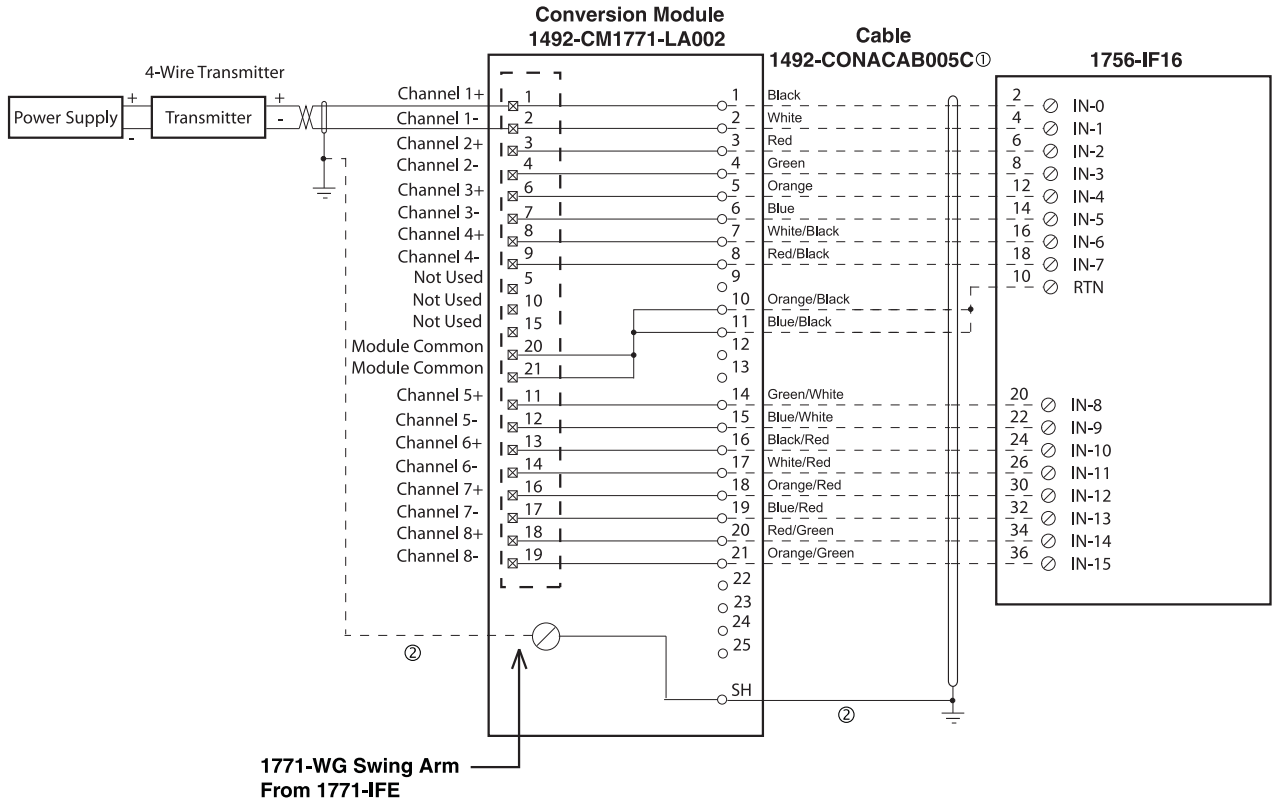 Conversion Module
1492-CM1771-LA002
Cable
1492-CONACAB005C①
1756-IF16
4-Wire Transmitter
Power Supply + - Transmitter + -
Channel 1+ 1 1 Black 2 IN-0
Channel 1- 2 2 White 4 IN-1
Channel 2+ 3 3 Red 6 IN-2
Channel 2- 4 4 Green 8 IN-3
Channel 3+ 6 5 Orange 12 IN-4
Channel 3- 7 6 Blue 14 IN-5
Channel 4+ 8 7 White/Black 16 IN-6
Channel 4- 9 8 Red/Black 18 IN-7
Not Used 5 9 10 RTN
Not Used 10 10 Orange/Black
Not Used 15 11 Blue/Black
Module Common 20 12
Module Common 21 13
Channel 5+ 11 14 Green/White 20 IN-8
Channel 5- 12 15 Blue/White 22 IN-9
Channel 6+ 13 16 Black/Red 24 IN-10
Channel 6- 14 17 White/Red 26 IN-11
Channel 7+ 16 18 Orange/Red 30 IN-12
Channel 7- 17 19 Blue/Red 32 IN-13
Channel 8+ 18 20 Red/Green 34 IN-14
Channel 8- 19 21 Orange/Green 36 IN-15
22
23
24
25
②
SH
②
1771-WG Swing Arm
From 1771-IFE